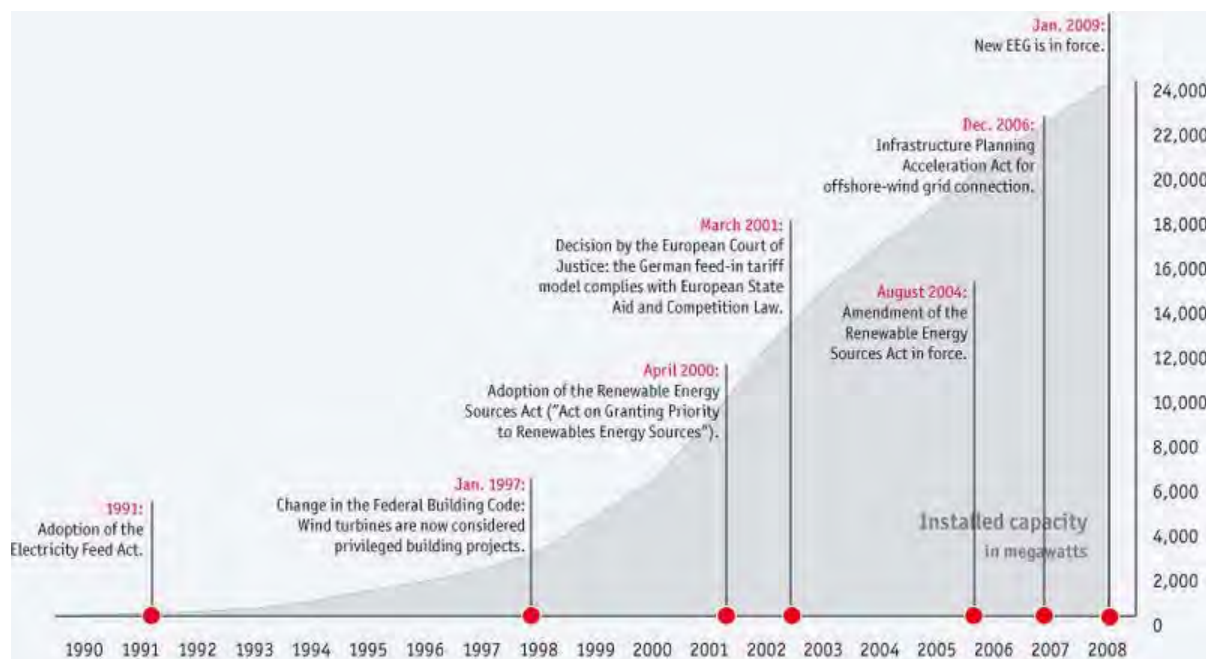 Jan. 2009:
New EEG is in force.
Dec. 2006:
Infrastructure Planning
Acceleration Act for
offshore-wind grid connection.
March 2001:
Decision by the European Court of
Justice: the German feed-in tariff
model complies with European State
Aid and Competition Law.
August 2004:
Amendment of the
Renewable Energy
Sources Act in force.
April 2000:
Adoption of the Renewable Energy
Sources Act ("Act on Granting Priority
to Renewables Energy Sources").
Jan. 1997:
Change in the Federal Building Code:
Wind turbines are now considered
privileged building projects.
1991:
Adoption of the
Electricity Feed Act.
Installed capacity
in megawatts
24,000
22,000
20,000
18,000
16,000
14,000
12,000
10,000
8,000
6,000
4,000
2,000
0
1990 1991 1992 1993 1994 1995 1996 1997 1998 1999 2000 2001 2002 2003 2004 2005 2006 2007 2008